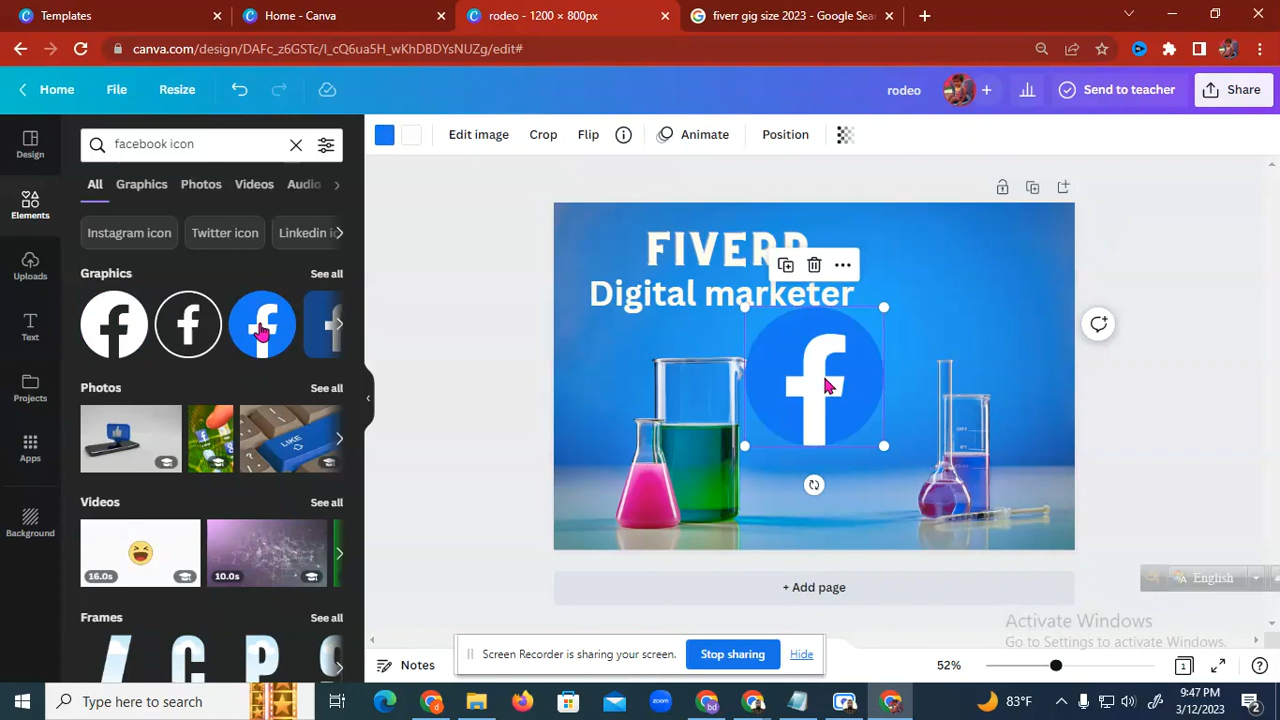 Templates
Home - Canva
rodeo - 1200 × 800px
fiverr gig size 2023 - Google Sea
canva.com/design/DAFc_z6GSTc/l_cQ6ua5H_wKhDBDYsNUZg/edit#
Home
File
Resize
rodeo
Send to teacher
Share
Design
Elements
Uploads
Text
Projects
Apps
Background
facebook icon
All
Graphics
Photos
Videos
Audio
Instagram icon
Twitter icon
Linkedin ic
Graphics
See all
Photos
See all
LIKE
Videos
See all
16.0s
10.0s
Frames
See all
Edit image
Crop
Flip
Animate
Position
FIVERR
Digital marketer
+ Add page
English
Activate Windows
Go to Settings to activate Windows.
Notes
Screen Recorder is sharing your screen.
Stop sharing
Hide
52%
1
Type here to search
83°F
9:47 PM
3/12/2023
2